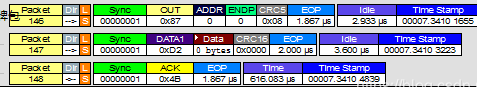 Packet Dir L S Sync OUT ADDR ENDP CRC5 EOP Idle Time Stamp
146 --> 00000001 0x87 0 0 0x08 1.867 µs 2.933 µs 00007.3410 1655
Packet Dir L S Sync DATA1 Data CRC16 EOP Idle Time Stamp
147 --> 00000001 0xD2 0 bytes 0x0000 2.000 µs 3.600 µs 00007.3410 3223
Packet Dir L S Sync ACK EOP Time Time Stamp
148 <-- 00000001 0x4B 1.867 µs 616.083 µs 00007.3410 4839